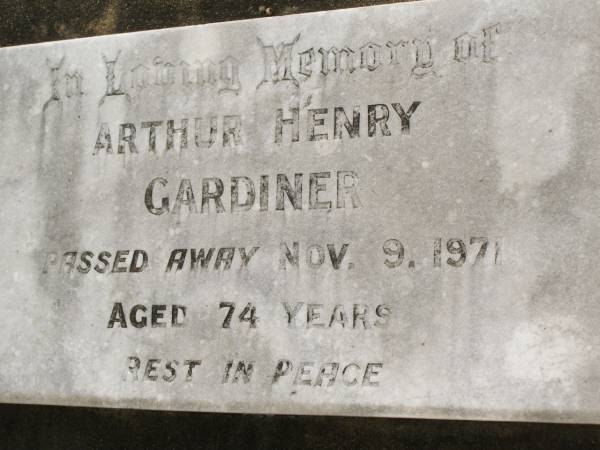 In Loving Memory of
ARTHUR HENRY
GARDINER
PASSED AWAY NOV. 9. 1971
AGED 74 YEARS
REST IN PEACE